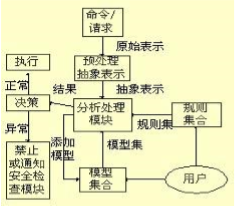 命令/
请求
原始表示
执行
预处理
抽象表示
正常
结果
抽象表示
决策
分析处理
模块
规则
集合
规则集
异常
添加
模型
模型集
禁止
或通知
安全检
查模块
模型
集合
用户